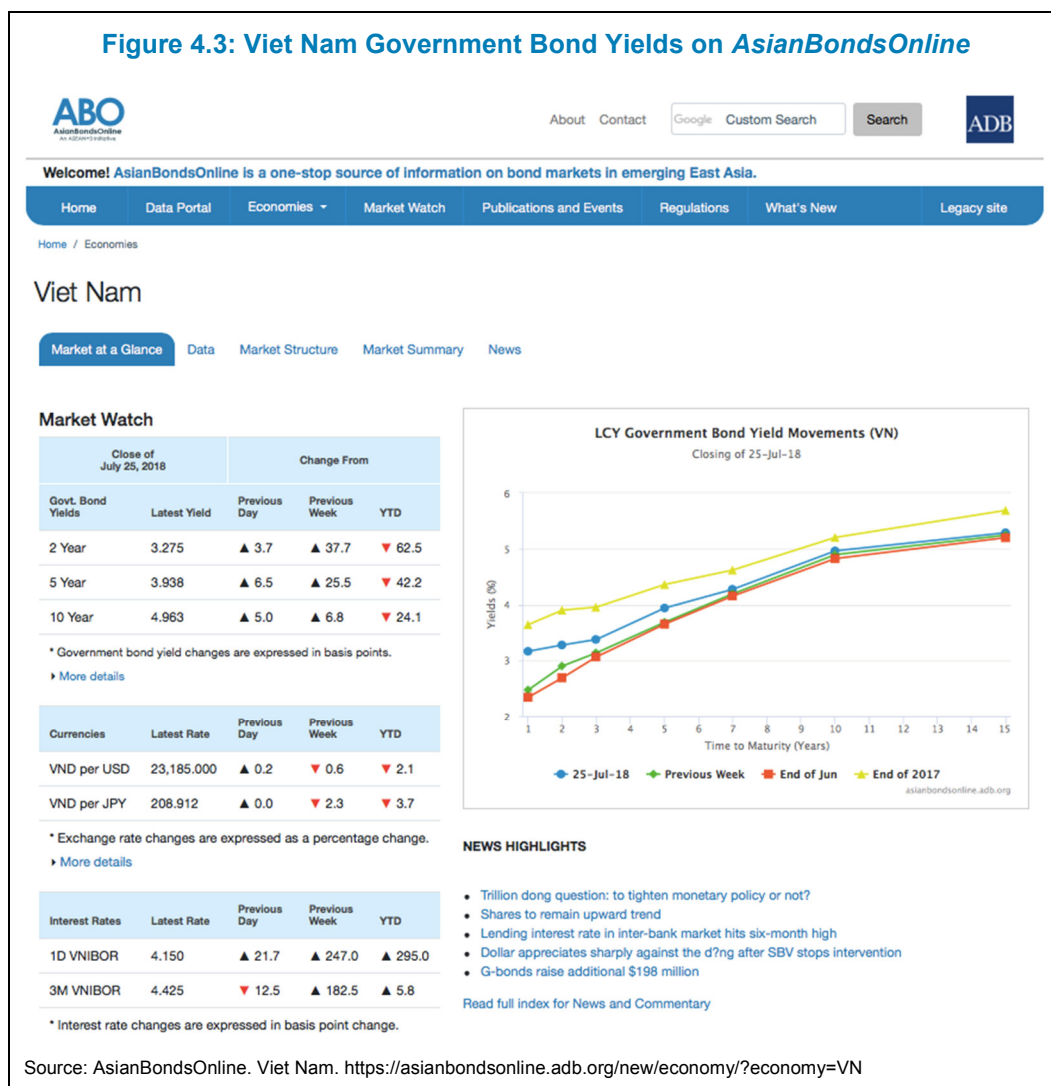 Figure 4.3: Viet Nam Government Bond Yields on AsianBondsOnline
ABO
AsianBondsOnline
An ASEAN+3 Initiative
About Contact Google Custom Search Search
ADB
Welcome! AsianBondsOnline is a one-stop source of information on bond markets in emerging East Asia.
Home Data Portal Economies Market Watch Publications and Events Regulations What's New Legacy site
Home / Economies
Viet Nam
Market at a Glance Data Market Structure Market Summary News
Market Watch
Close of
July 25, 2018
Change From
Govt. Bond
Yields
Latest Yield
Previous
Day
Previous
Week
YTD
2 Year 3.275 ▲ 3.7 ▲ 37.7 ▼ 62.5
5 Year 3.938 ▲ 6.5 ▲ 25.5 ▼ 42.2
10 Year 4.963 ▲ 5.0 ▲ 6.8 ▼ 24.1
* Government bond yield changes are expressed in basis points.
More details
Currencies Latest Rate
Previous
Day
Previous
Week
YTD
VND per USD 23,185.000 ▲ 0.2 ▼ 0.6 ▼ 2.1
VND per JPY 208.912 ▲ 0.0 ▼ 2.3 ▼ 3.7
* Exchange rate changes are expressed as a percentage change.
More details
Interest Rates Latest Rate
Previous
Day
Previous
Week
YTD
1D VNIBOR 4.150 ▲ 21.7 ▲ 247.0 ▲ 295.0
3M VNIBOR 4.425 ▼ 12.5 ▲ 182.5 ▲ 5.8
* Interest rate changes are expressed in basis point change.
LCY Government Bond Yield Movements (VN)
Closing of 25-Jul-18
Yields (%)
6
5
4
3
2
1 2 3 4 5 6 7 8 9 10 11 12 13 14 15
Time to Maturity (Years)
25-Jul-18 Previous Week End of Jun End of 2017
asianbondsonline.adb.org
NEWS HIGHLIGHTS
• Trillion dong question: to tighten monetary policy or not?
• Shares to remain upward trend
• Lending interest rate in inter-bank market hits six-month high
• Dollar appreciates sharply against the d?ng after SBV stops intervention
• G-bonds raise additional $198 million
Read full index for News and Commentary
Source: AsianBondsOnline. Viet Nam. https://asianbondsonline.adb.org/new/economy/?economy=VN